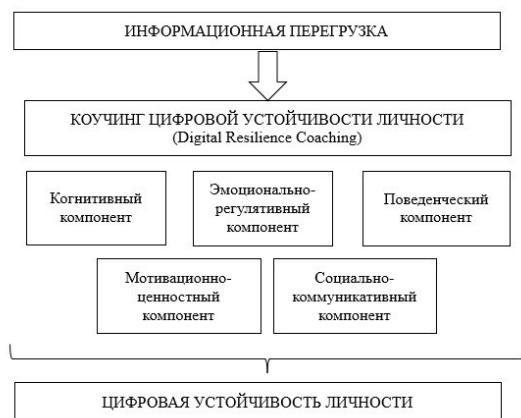 ИНФОРМАЦИОННАЯ ПЕРЕГРУЗКА
КОУЧИНГ ЦИФРОВОЙ УСТОЙЧИВОСТИ ЛИЧНОСТИ
(Digital Resilience Coaching)
Когнитивный
компонент
Эмоционально-
регулятивный
компонент
Поведенческий
компонент
Мотивационно-
ценностный
компонент
Социально-
коммуникативный
компонент
ЦИФРОВАЯ УСТОЙЧИВОСТЬ ЛИЧНОСТИ